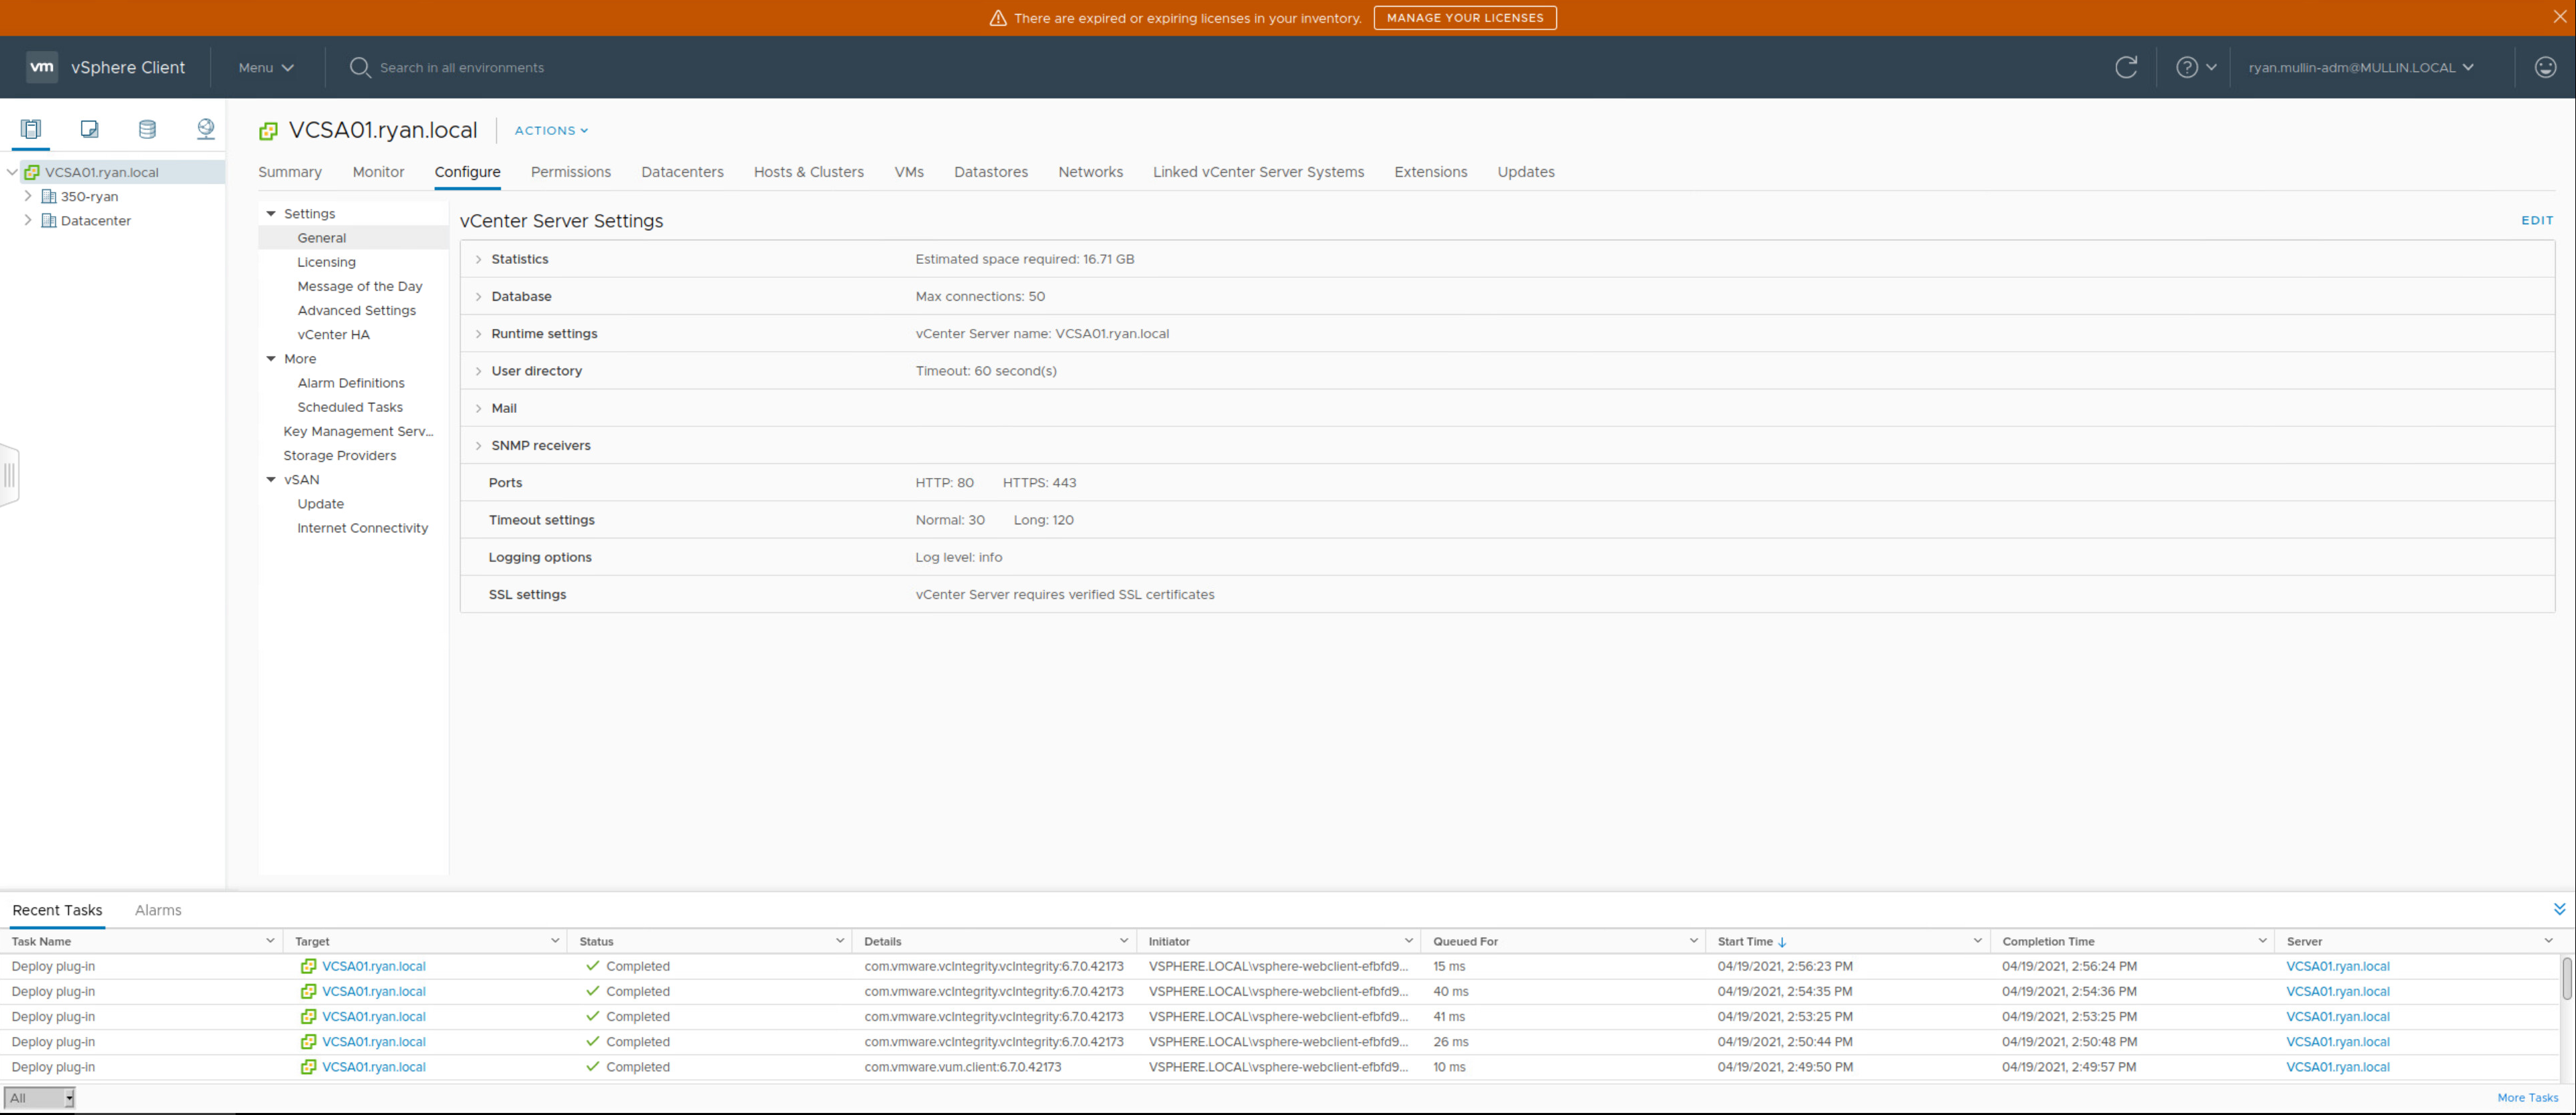 There are expired or expiring licenses in your inventory. MANAGE YOUR LICENSES
vm vSphere Client Menu Search in all environments ryan.mullin-adm@MULLIN.LOCAL
VCSA01.ryan.local ACTIONS
Summary Monitor Configure Permissions Datacenters Hosts & Clusters VMs Datastores Networks Linked vCenter Server Systems Extensions Updates
VCSA01.ryan.local
350-ryan
Datacenter
Settings
General
Licensing
Message of the Day
Advanced Settings
vCenter HA
More
Alarm Definitions
Scheduled Tasks
Key Management Serv...
Storage Providers
vSAN
Update
Internet Connectivity
vCenter Server Settings EDIT
Statistics Estimated space required: 16.71 GB
Database Max connections: 50
Runtime settings vCenter Server name: VCSA01.ryan.local
User directory Timeout: 60 second(s)
Mail
SNMP receivers
Ports HTTP: 80 HTTPS: 443
Timeout settings Normal: 30 Long: 120
Logging options Log level: info
SSL settings vCenter Server requires verified SSL certificates
Recent Tasks Alarms
Task Name Target Status Details Initiator Queued For Start Time Completion Time Server
Deploy plug-in VCSA01.ryan.local Completed com.vmware.vcIntegrity.vcIntegrity:6.7.0.42173 VSPHERE.LOCAL\vsphere-webclient-efbfd9... 15 ms 04/19/2021, 2:56:23 PM 04/19/2021, 2:56:24 PM VCSA01.ryan.local
Deploy plug-in VCSA01.ryan.local Completed com.vmware.vcIntegrity.vcIntegrity:6.7.0.42173 VSPHERE.LOCAL\vsphere-webclient-efbfd9... 40 ms 04/19/2021, 2:54:35 PM 04/19/2021, 2:54:36 PM VCSA01.ryan.local
Deploy plug-in VCSA01.ryan.local Completed com.vmware.vcIntegrity.vcIntegrity:6.7.0.42173 VSPHERE.LOCAL\vsphere-webclient-efbfd9... 41 ms 04/19/2021, 2:53:25 PM 04/19/2021, 2:53:25 PM VCSA01.ryan.local
Deploy plug-in VCSA01.ryan.local Completed com.vmware.vcIntegrity.vcIntegrity:6.7.0.42173 VSPHERE.LOCAL\vsphere-webclient-efbfd9... 26 ms 04/19/2021, 2:50:44 PM 04/19/2021, 2:50:48 PM VCSA01.ryan.local
Deploy plug-in VCSA01.ryan.local Completed com.vmware.vum.client:6.7.0.42173 VSPHERE.LOCAL\vsphere-webclient-efbfd9... 10 ms 04/19/2021, 2:49:50 PM 04/19/2021, 2:49:57 PM VCSA01.ryan.local
All More Tasks